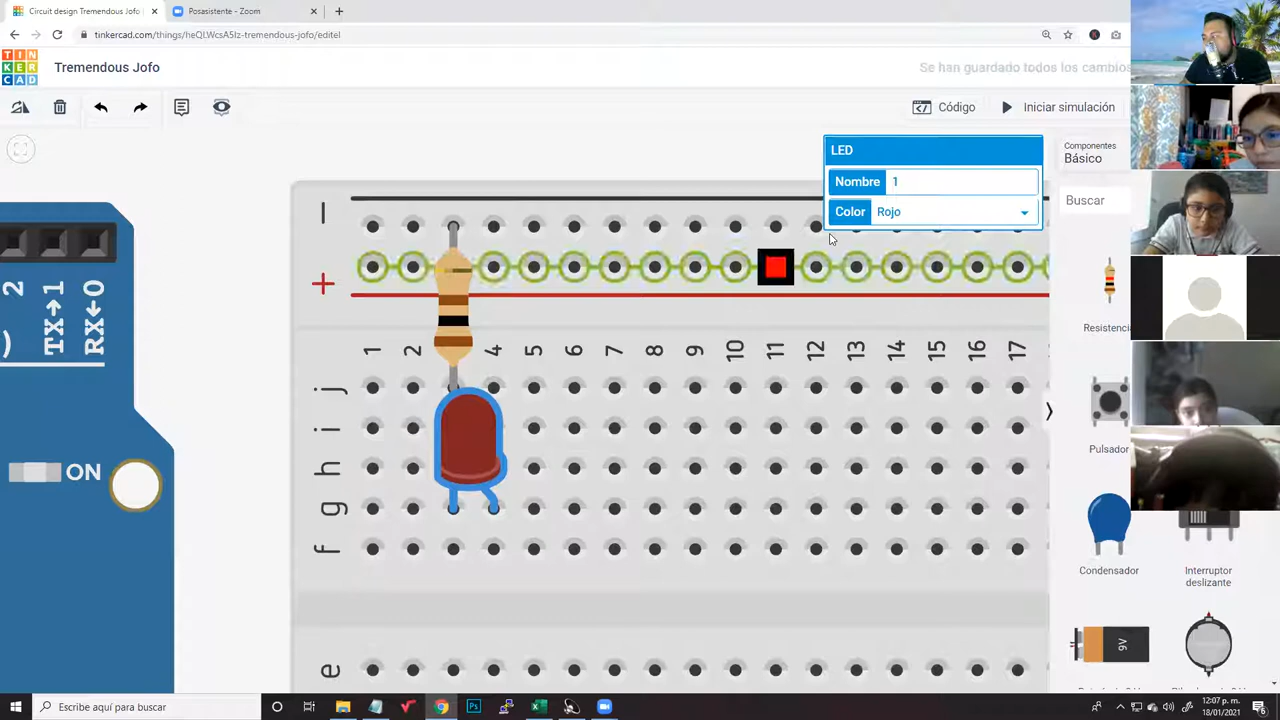 Circuit design Tremendous Jofo
Posasistente - Zoom
tinkercad.com/things/heQLWcsA5Iz-tremendous-jofo/editel
TIN
KER
CAD
Tremendous Jofo
Se han guardado todos los cambios
Código
Iniciar simulación
LED
Nombre
1
Color
Rojo
Componentes
Básico
Buscar
Resistencia
Pulsador
Condensador
Interruptor
deslizante
9V
2
TX→1
RX←0
ON
1 2 4 5 6 7 8 9 10 11 12 13 14 15 16 17
j
i
h
g
f
e
Escribe aquí para buscar
12:07 p. m.
18/01/2021